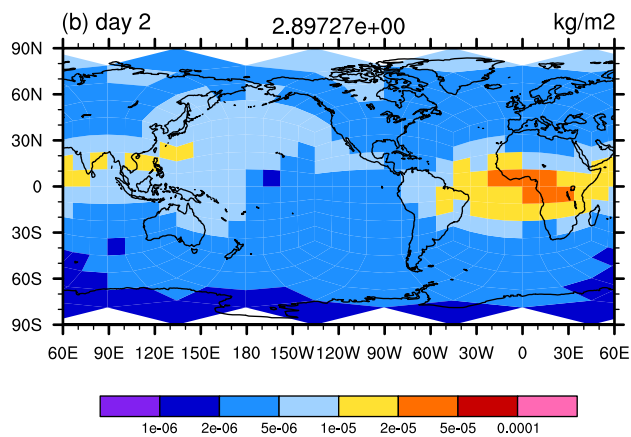 (b) day 2 2.89727e+00 kg/m2
90N
60N
30N
0
30S
60S
90S
60E 90E 120E 150E 180 150W 120W 90W 60W 30W 0 30E 60E
1e-06 2e-06 5e-06 1e-05 2e-05 5e-05 0.0001